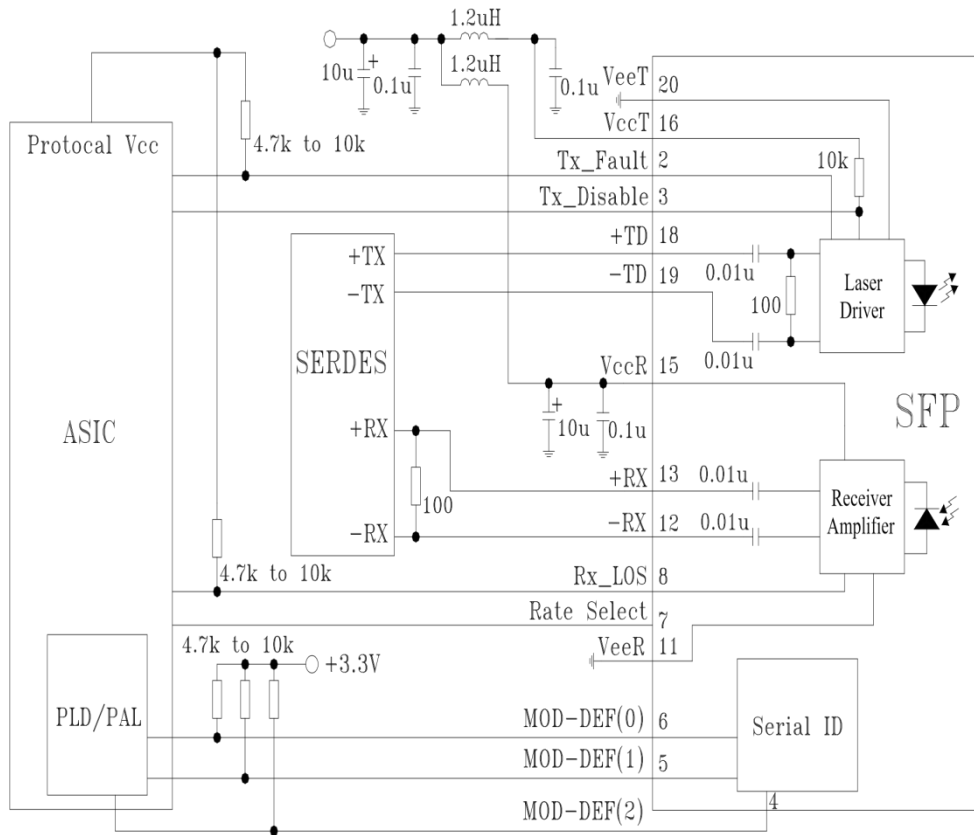 1.2uH
10u
+
0.1u
1.2uH
0.1u
VeeT 20
VccT 16
4.7k to 10k
Protocal Vcc
Tx_Fault 2
10k
Tx_Disable 3
+TD 18
+TX
0.01u
-TD 19
-TX
Laser
Driver
100
SERDES
0.01u
VccR 15
SFP
ASIC
+
10u
0.1u
+RX
+RX 13 0.01u
100
Receiver
Amplifier
-RX 12 0.01u
-RX
4.7k to 10k
Rx_LOS 8
Rate Select 7
4.7k to 10k
VeeR 11
+3.3V
PLD/PAL
MOD-DEF(0) 6
Serial ID
MOD-DEF(1) 5
MOD-DEF(2) 4